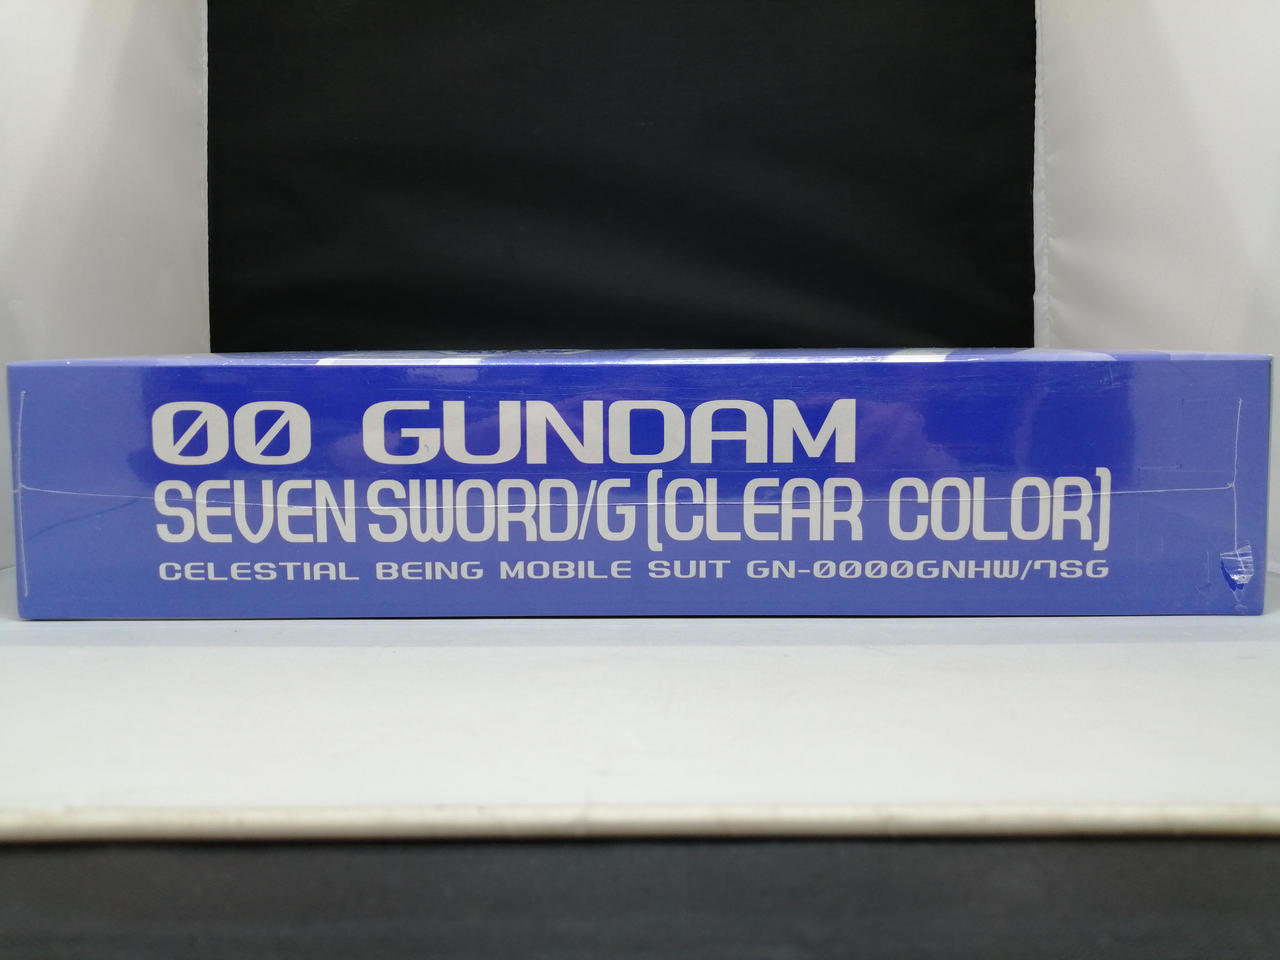 00 GUNDAM
SEVEN SWORD/G [CLEAR COLOR]
CELESTIAL BEING MOBILE SUIT GN-0000GNHW/7SG